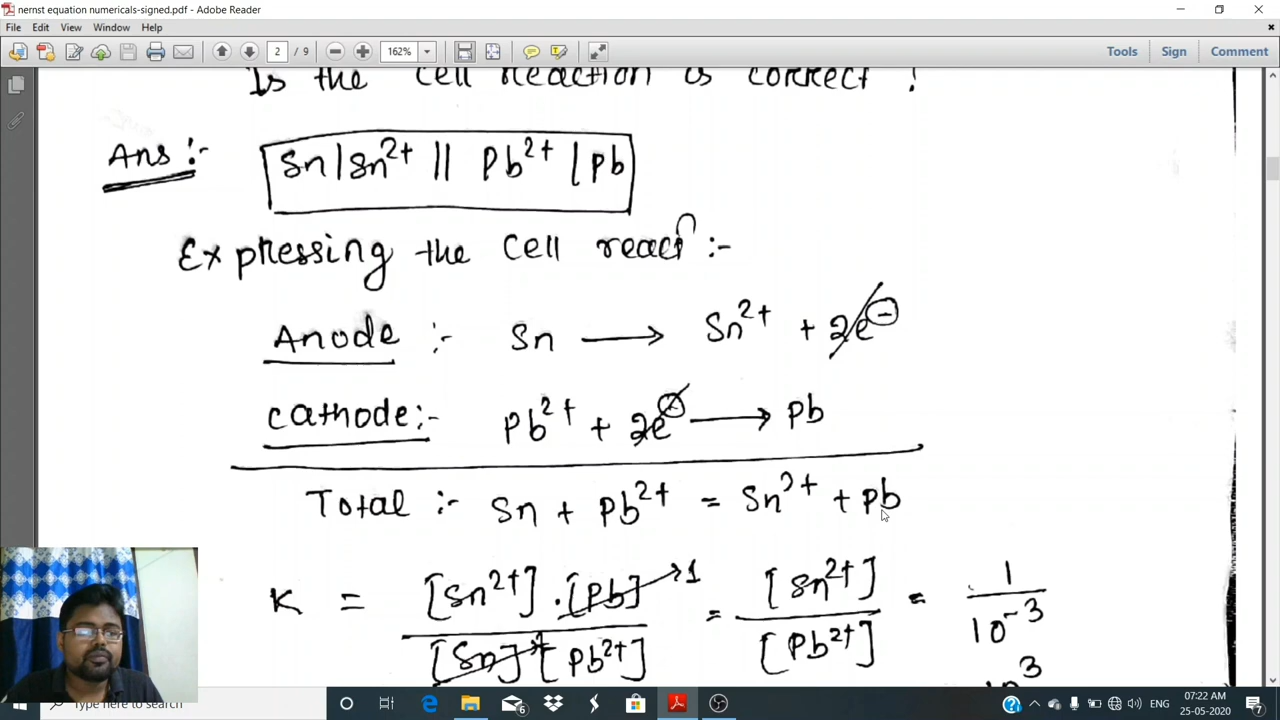 nernst equation numericals-signed.pdf - Adobe Reader
File Edit View Window Help
2 / 9 162% Tools Sign Comment
Is the cell reaction is correct !
Ans :-
Sn|Sn²⁺ || Pb²⁺ |Pb
Expressing the cell reacⁿ :-
Anode :- Sn ⟶ Sn²⁺ + 2e⊖
Cathode:- Pb²⁺ + 2e⊖ ⟶ Pb
Total :- Sn + Pb²⁺ = Sn²⁺ + Pb
K = [Sn²⁺] . [Pb] → 1 / [Sn] [Pb²⁺] = [Sn²⁺] / [Pb²⁺] = 1 / 10⁻³
10³
Type here to search
6
ENG
07:22 AM
25-05-2020
7